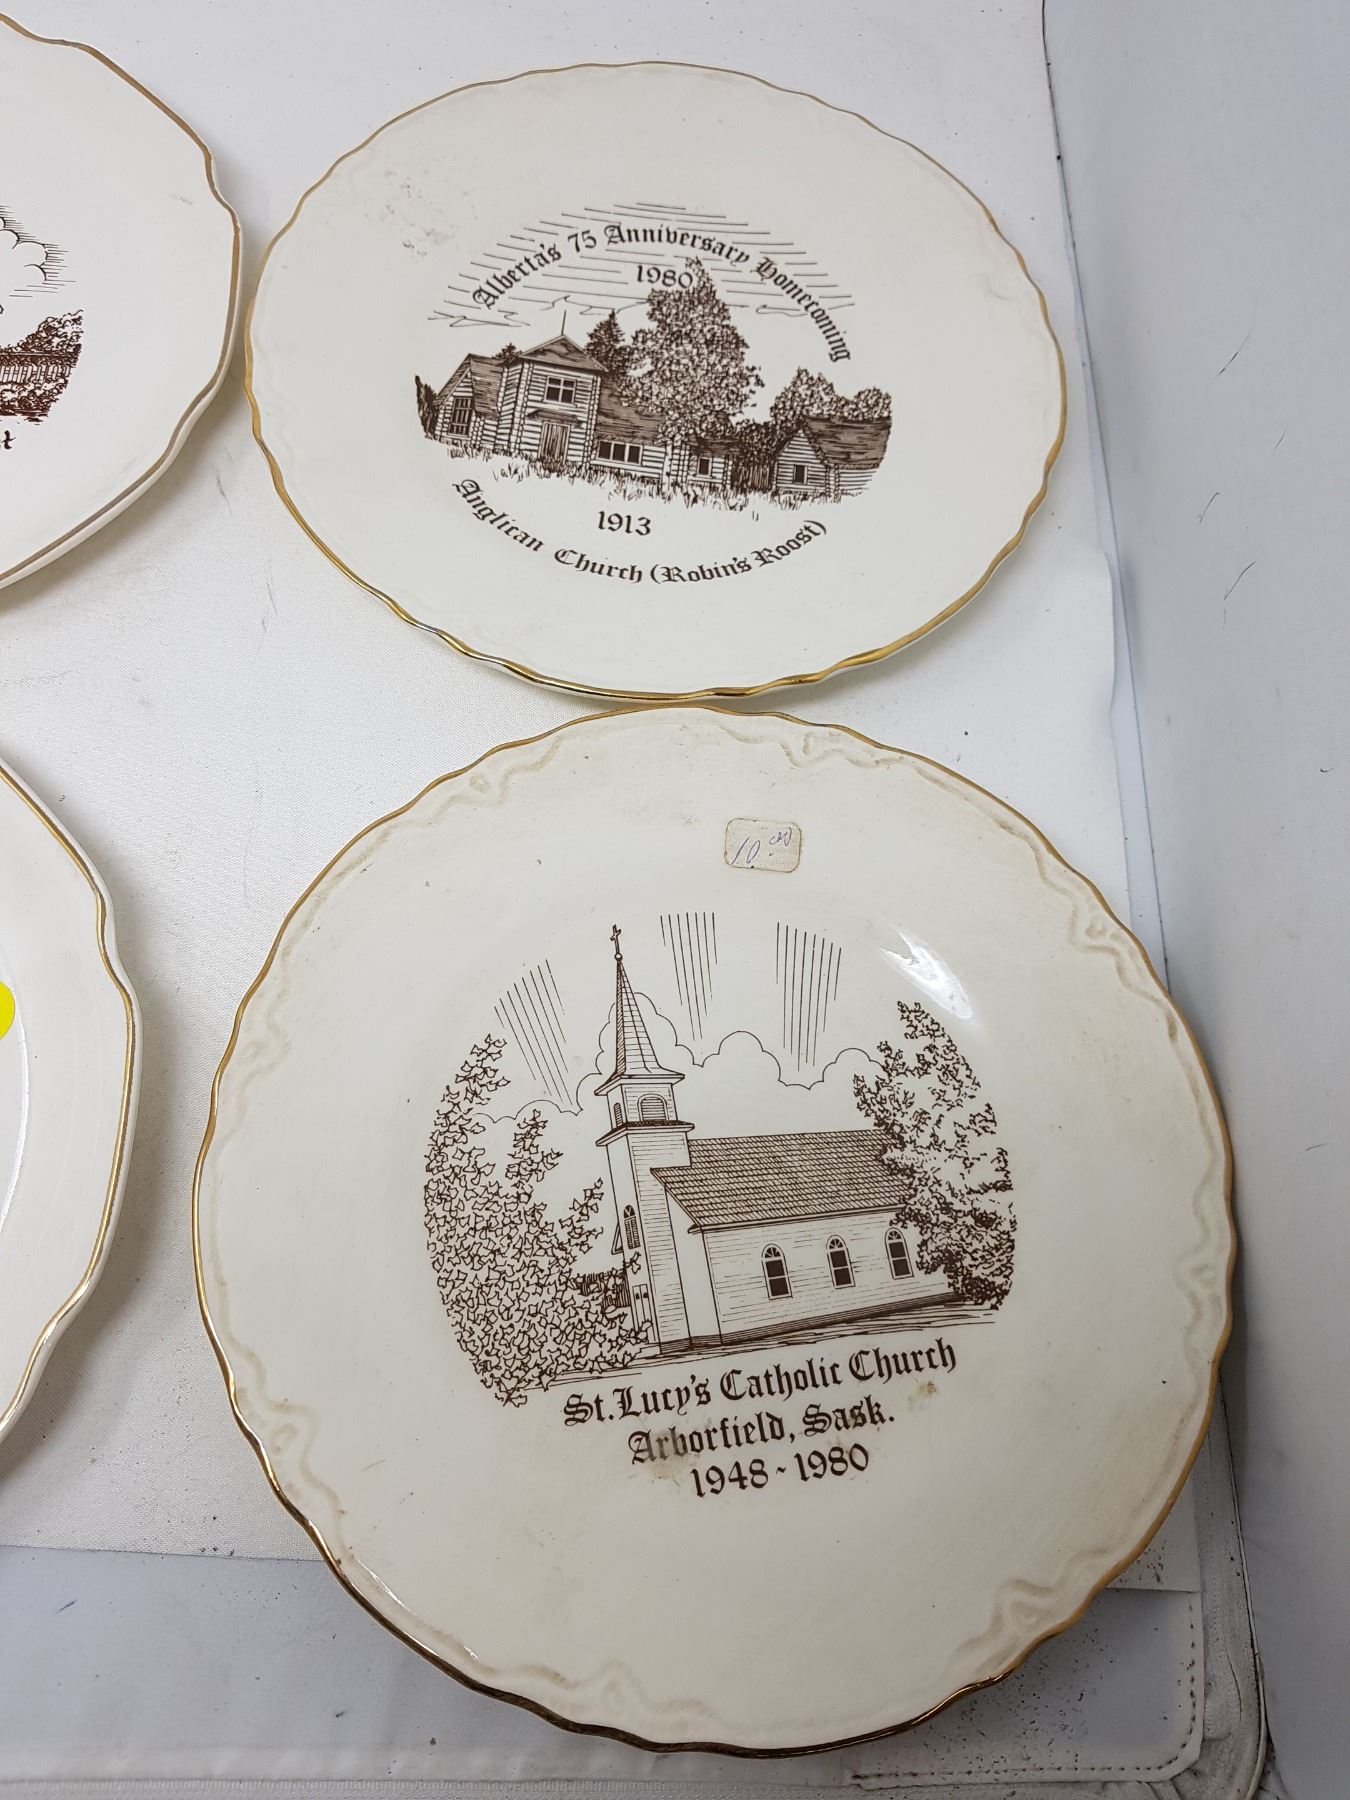 Alberta's 75 Anniversary Homecoming
1980
1913
Anglican Church (Robin's Roost)
10.00
St. Lucy's Catholic Church
Arborfield, Sask.
1948 - 1980